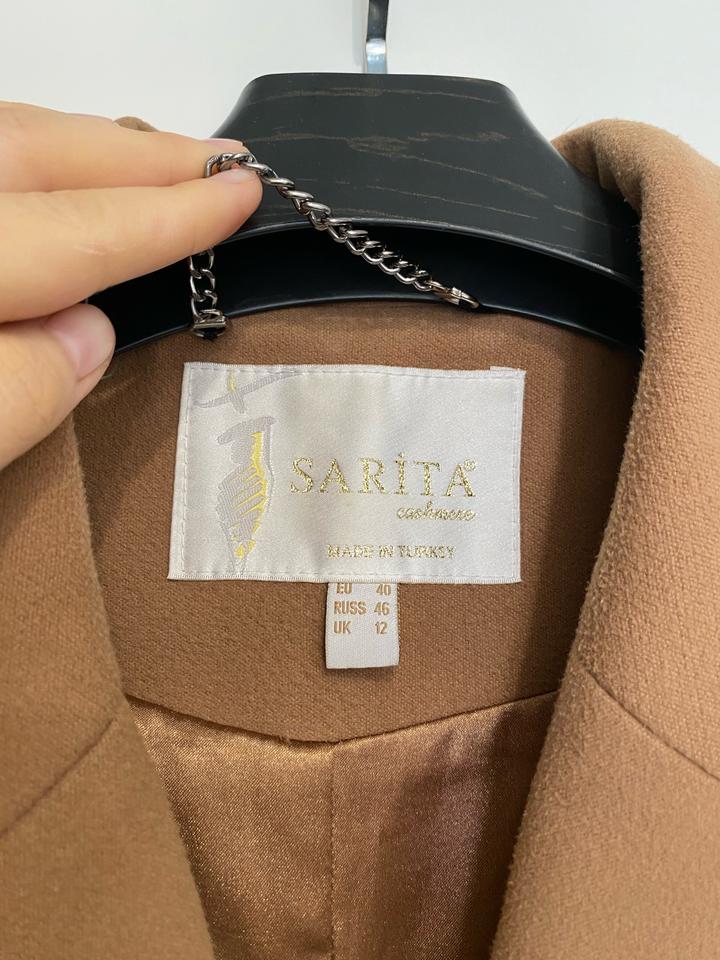 SARİTA®
cashmere
MADE IN TURKEY
EU 40
RUSS 46
UK 12